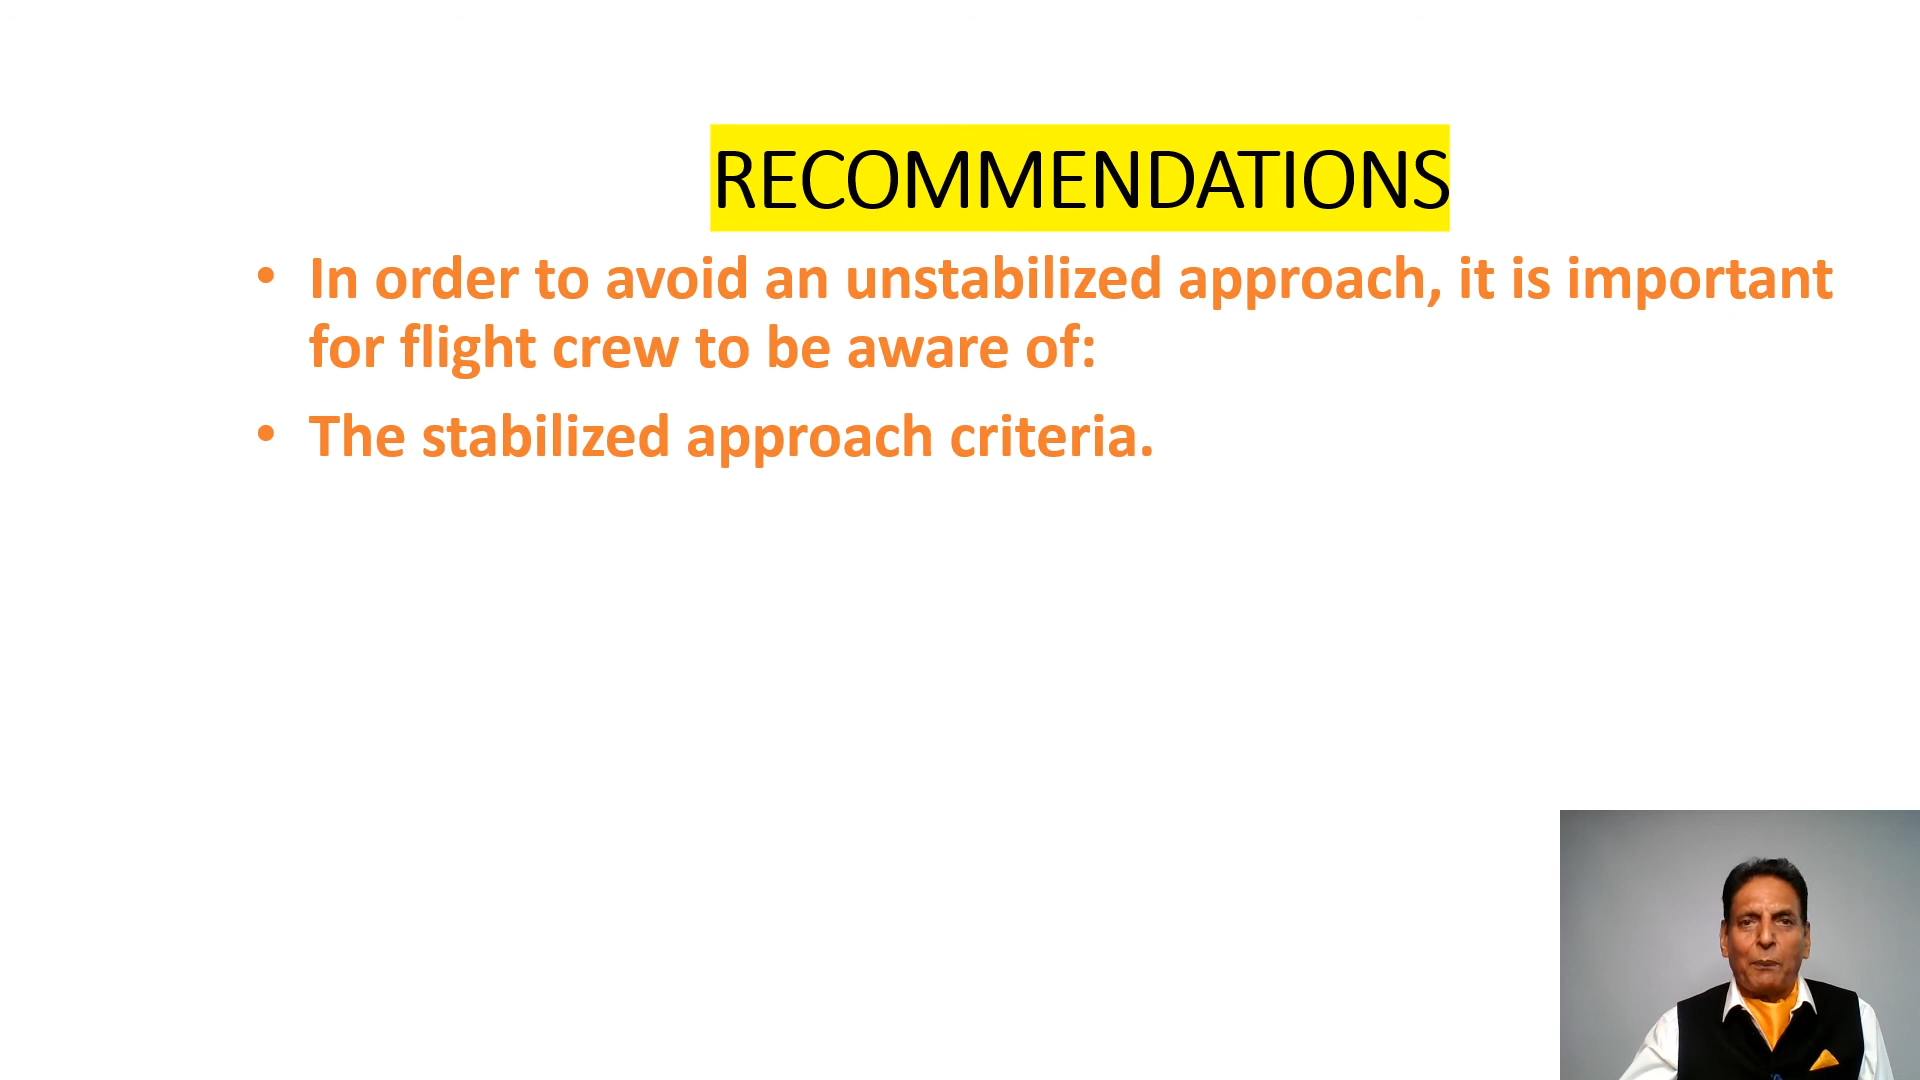 RECOMMENDATIONS
• In order to avoid an unstabilized approach, it is important
for flight crew to be aware of:
• The stabilized approach criteria.